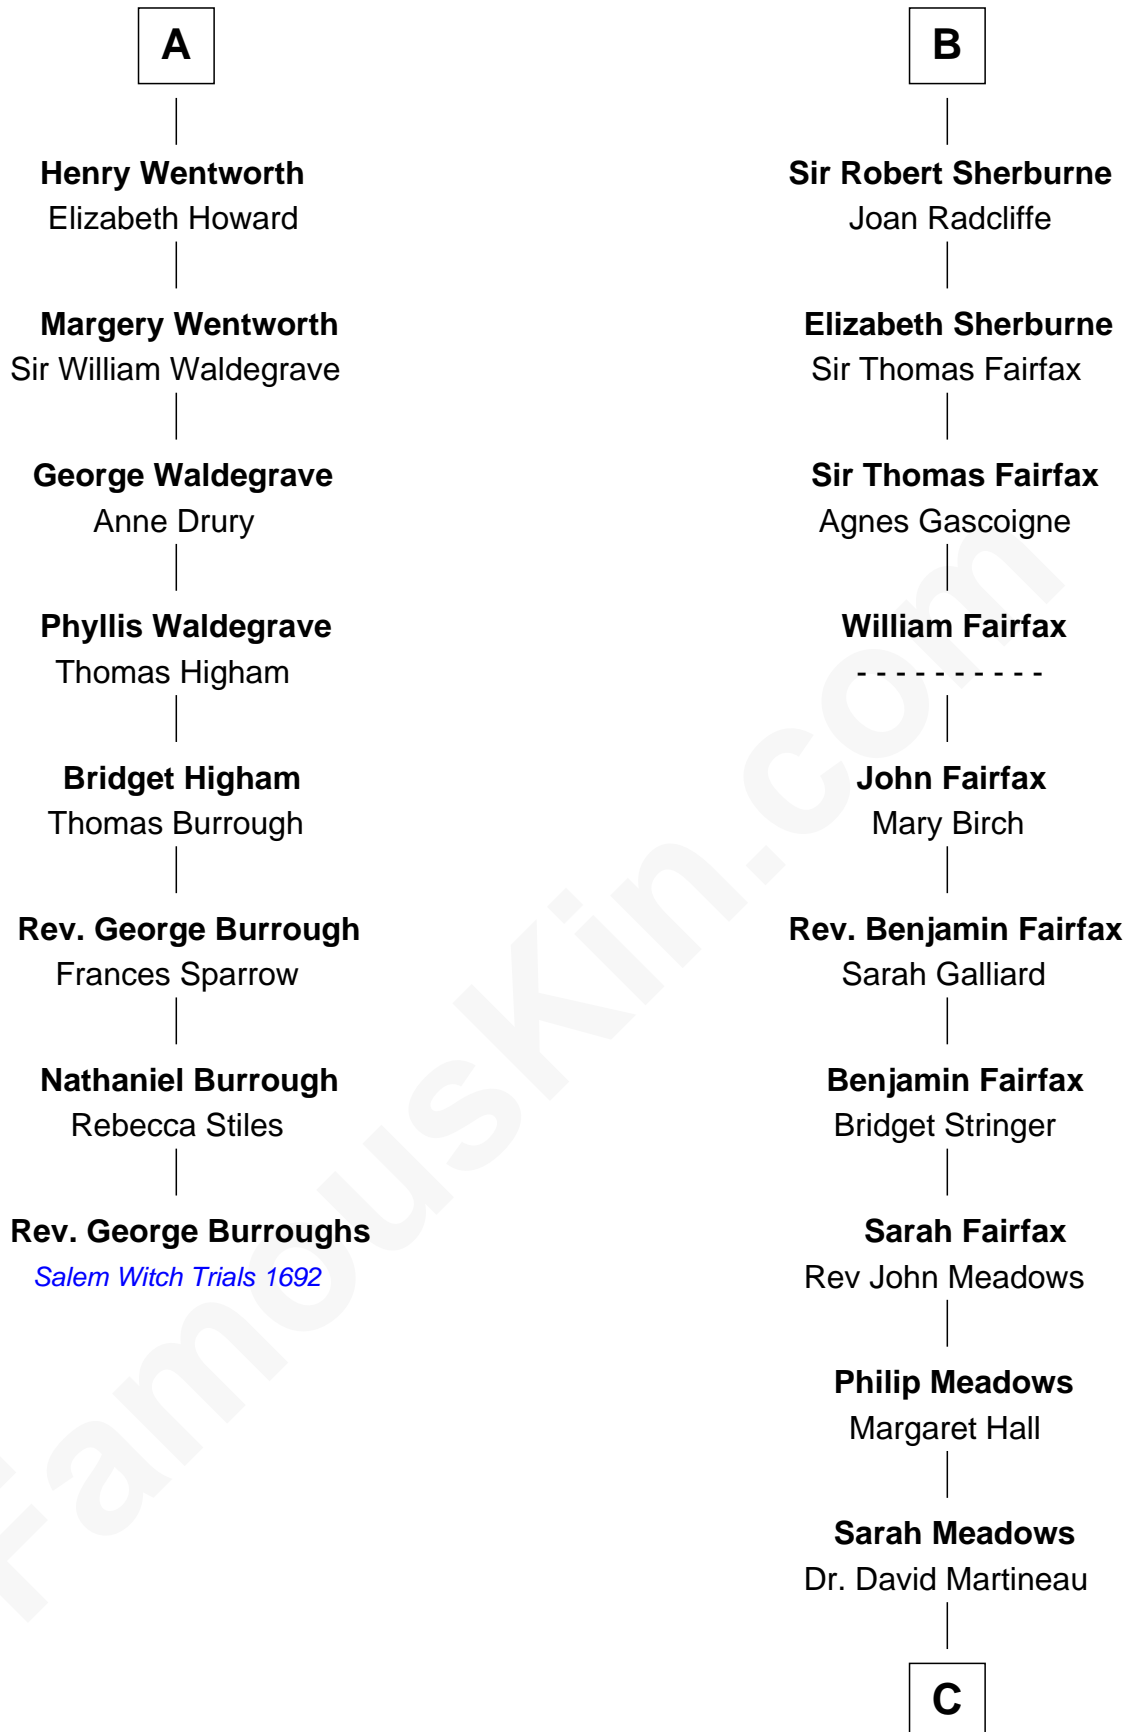 A
Henry Wentworth
Elizabeth Howard
Margery Wentworth
Sir William Waldegrave
George Waldegrave
Anne Drury
Phyllis Waldegrave
Thomas Higham
Bridget Higham
Thomas Burrough
Rev. George Burrough
Frances Sparrow
Nathaniel Burrough
Rebecca Stiles
Rev. George Burroughs
Salem Witch Trials 1692
B
Sir Robert Sherburne
Joan Radcliffe
Elizabeth Sherburne
Sir Thomas Fairfax
Sir Thomas Fairfax
Agnes Gascoigne
William Fairfax
- - - - - - - - - -
John Fairfax
Mary Birch
Rev. Benjamin Fairfax
Sarah Galliard
Benjamin Fairfax
Bridget Stringer
Sarah Fairfax
Rev John Meadows
Philip Meadows
Margaret Hall
Sarah Meadows
Dr. David Martineau
C
FamousKin.com